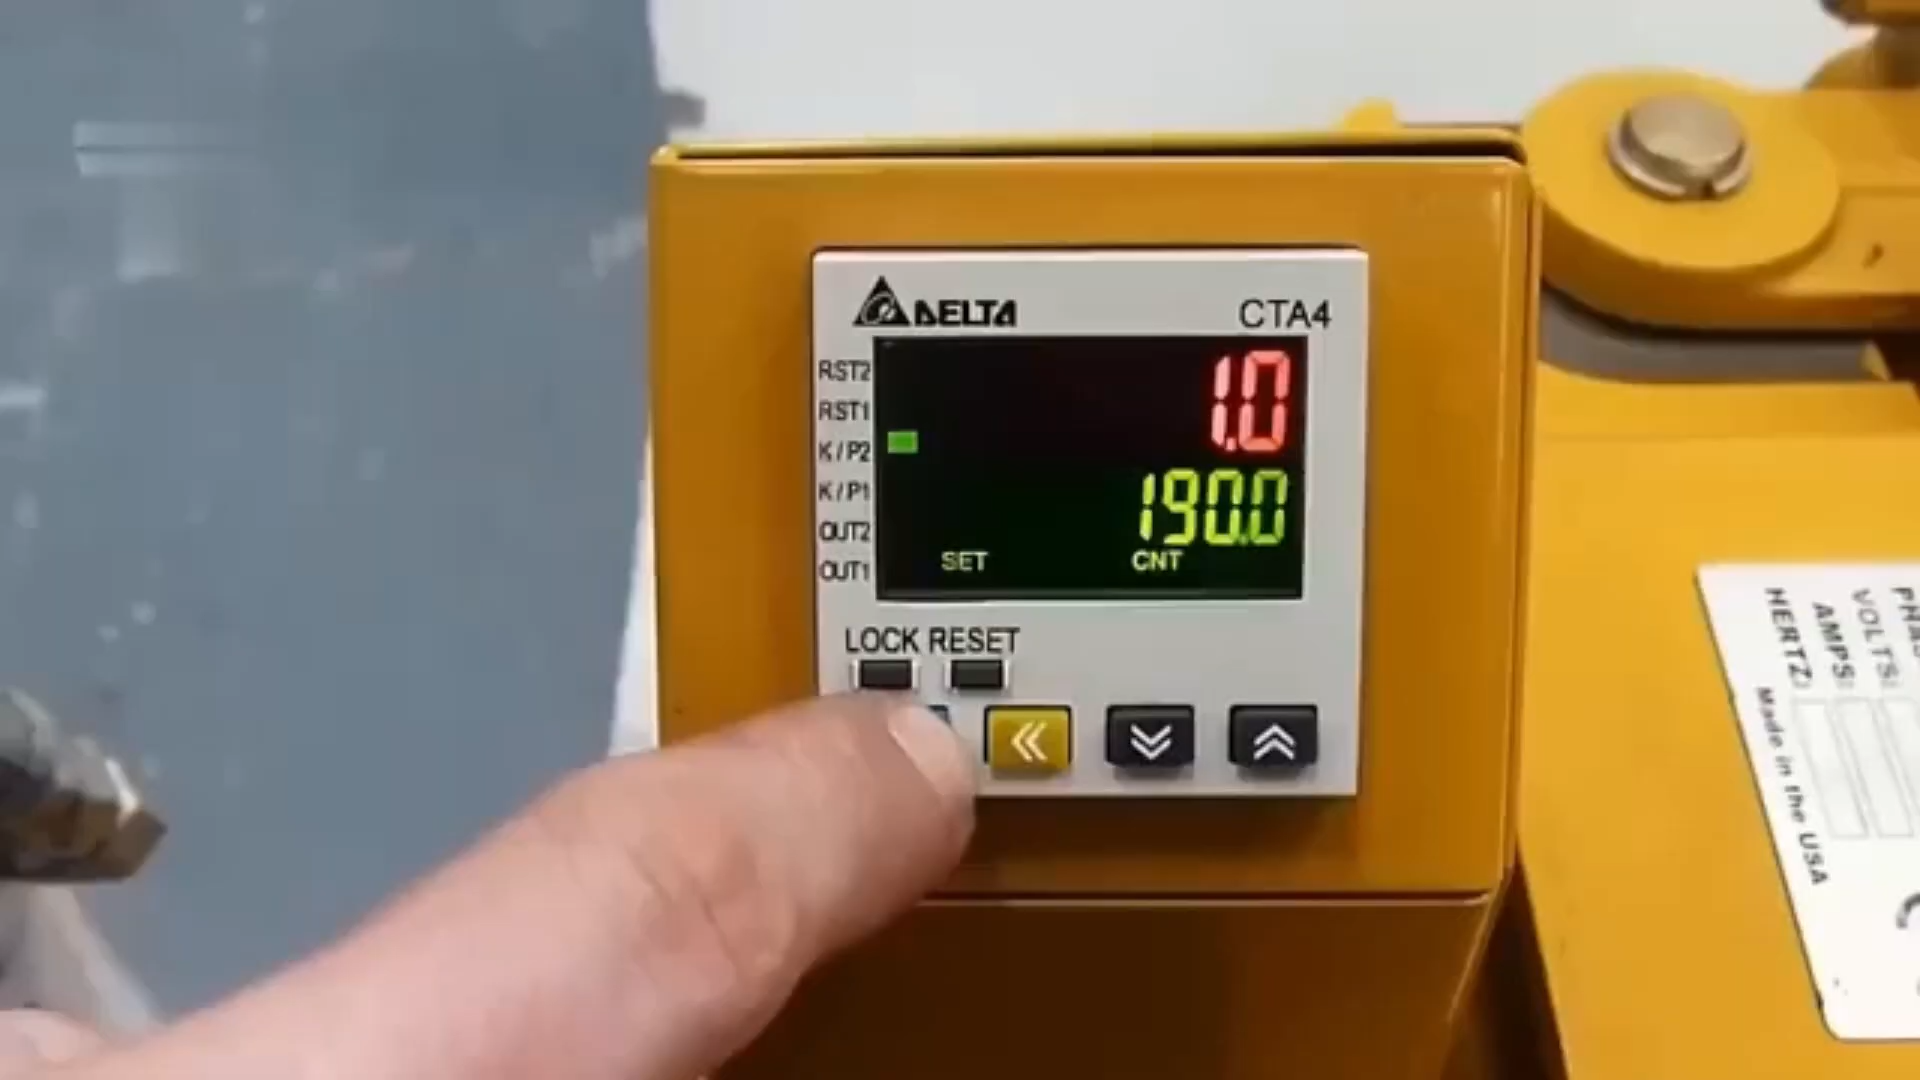 DELTA
CTA4
RST2
RST1
K / P2
K / P1
OUT2
OUT1
1.0
190.0
SET CNT
LOCK RESET
VOLTS:
AMPS:
HERTZ:
Made in the USA